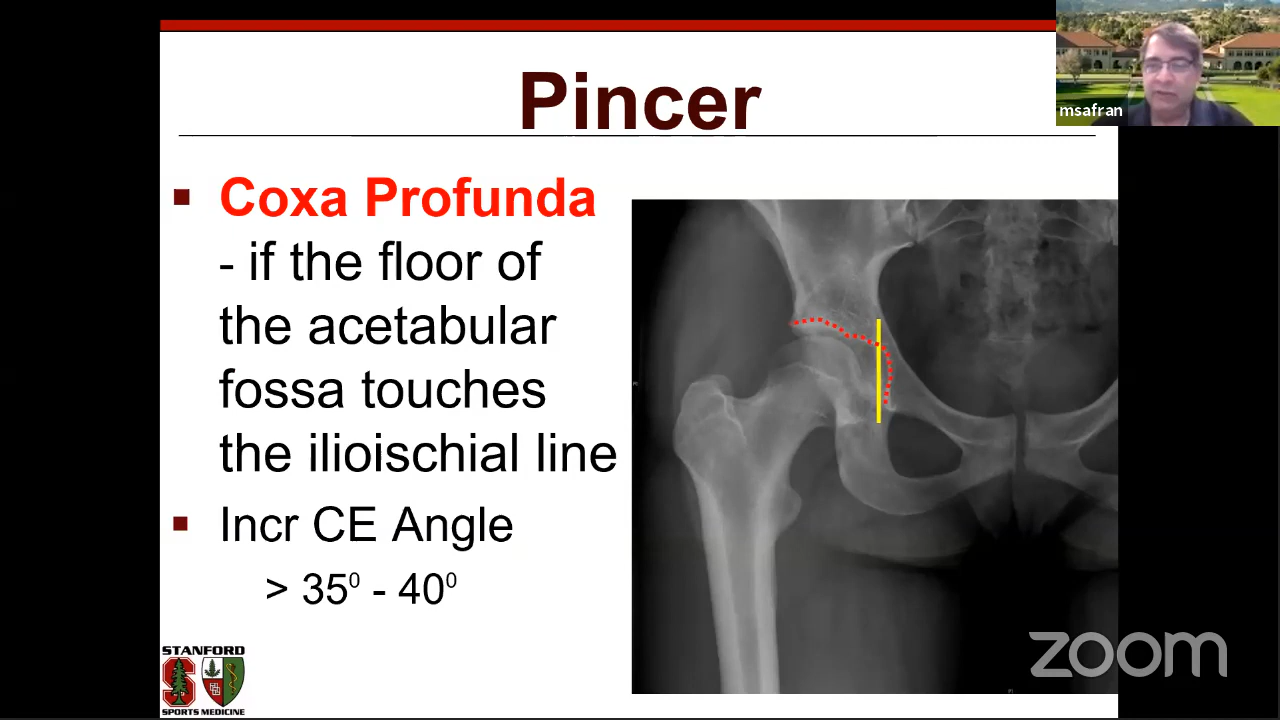 Pincer
msafran
▪ Coxa Profunda
- if the floor of
the acetabular
fossa touches
the ilioischial line
▪ Incr CE Angle
> 35⁰ - 40⁰
STANFORD
S
SPORTS MEDICINE
zoom